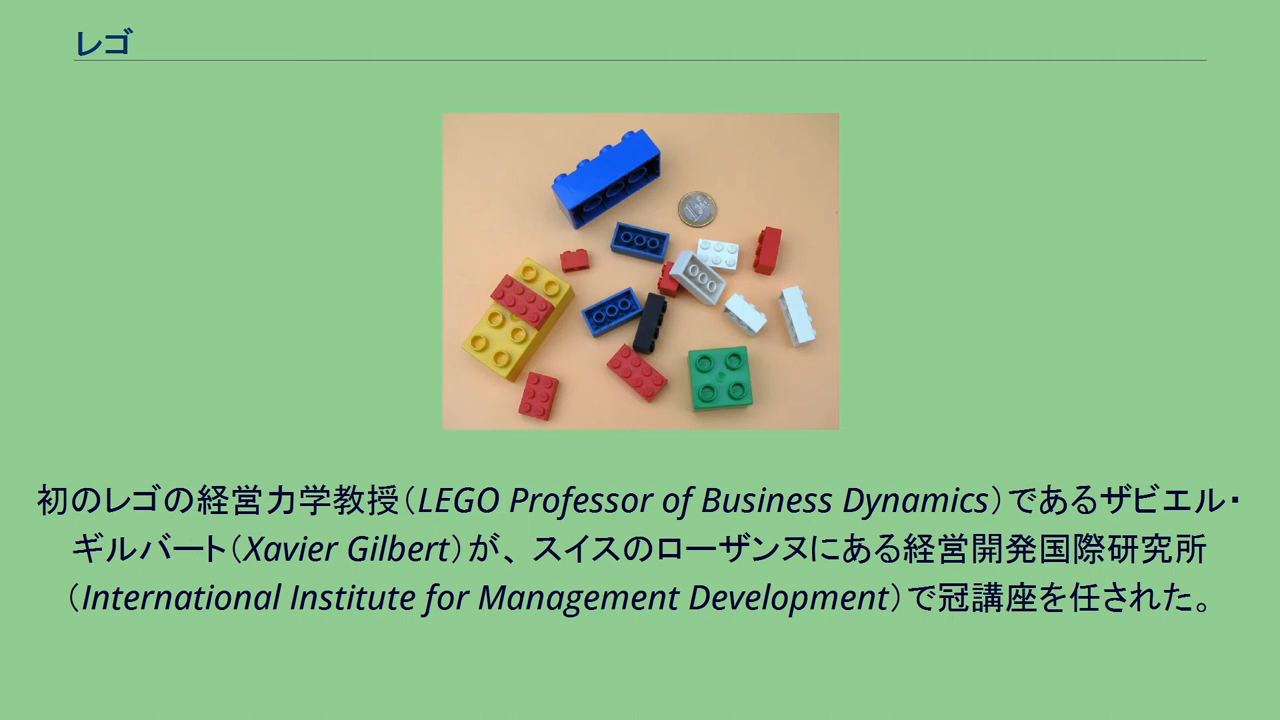 レゴ
初のレゴの経営力学教授（LEGO Professor of Business Dynamics）であるザビエル・
ギルバート（Xavier Gilbert）が、スイスのローザンヌにある経営開発国際研究所
（International Institute for Management Development）で冠講座を任された。